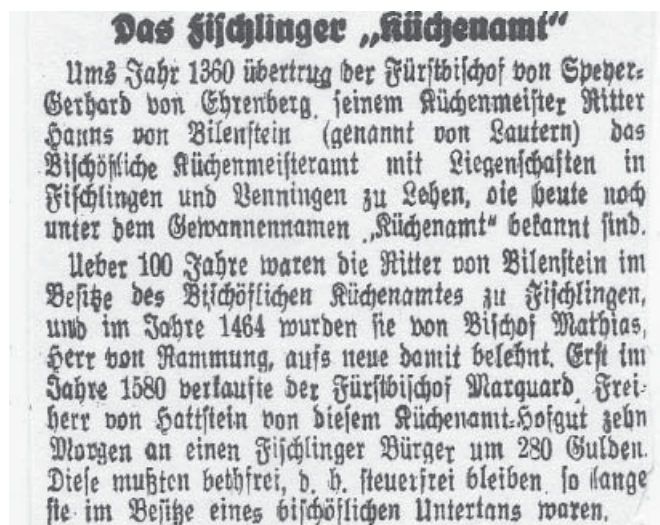 Das Fischlinger „Küchenamt“
Ums Jahr 1360 übertrug der Fürstbischof von Speyer-
Gerhard von Ehrenberg, seinem Küchenmeister Ritter
Hanns von Bilenstein (genannt von Lautern) das
Bischöfliche Küchenmeisteramt mit Liegenschaften in
Fischlingen und Venningen zu Lehen, die heute noch
unter dem Gewannennamen „Küchenamt“ bekannt sind.
Ueber 100 Jahre waren die Ritter von Bilenstein im
Besitze des Bischöflichen Küchenamtes zu Fischlingen,
und im Jahre 1464 wurden sie von Bischof Mathias,
Herr von Rammung, aufs neue damit belehnt. Erst im
Jahre 1580 verkaufte der Fürstbischof Marquard, Frei-
herr von Hattstein von diesem Küchenamt-Hofgut zehn
Morgen an einen Fischlinger Bürger um 280 Gulden.
Diese mußten bethfrei, d. h. steuerfrei bleiben, so lange
sie im Besitze eines bischöflichen Untertans waren.